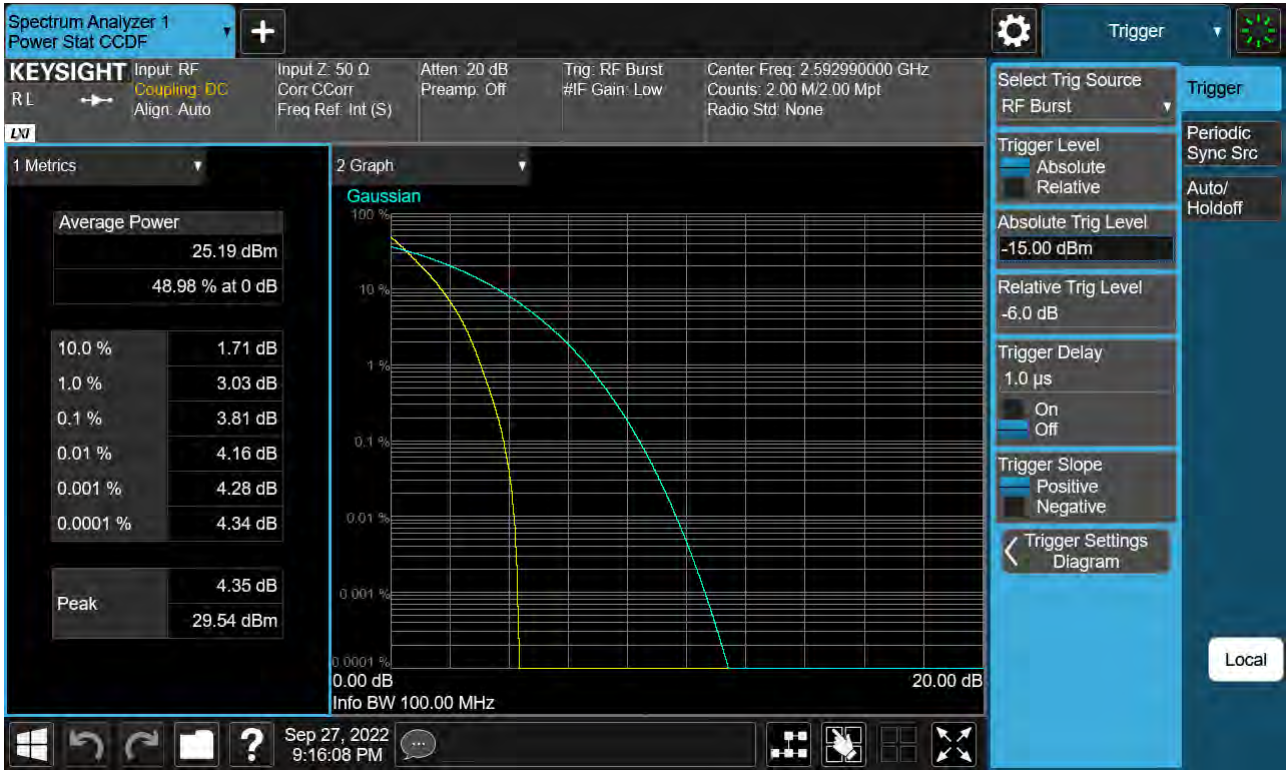 Spectrum Analyzer 1
Power Stat CCDF
+
Trigger
KEYSIGHT
RL
LXI
Input: RF
Coupling: DC
Align: Auto
Input Z: 50 Ω
Corr CCorr
Freq Ref: Int (S)
Atten: 20 dB
Preamp: Off
Trig: RF Burst
#IF Gain: Low
Center Freq: 2.592990000 GHz
Counts: 2.00 M/2.00 Mpt
Radio Std: None
1 Metrics
Average Power
25.19 dBm
48.98 % at 0 dB
10.0 % 1.71 dB
1.0 % 3.03 dB
0.1 % 3.81 dB
0.01 % 4.16 dB
0.001 % 4.28 dB
0.0001 % 4.34 dB
Peak
4.35 dB
29.54 dBm
2 Graph
Gaussian
100 %
10 %
1 %
0.1 %
0.01 %
0.001 %
0.0001 %
0.00 dB 20.00 dB
Info BW 100.00 MHz
Select Trig Source
RF Burst
Trigger Level
Absolute
Relative
Absolute Trig Level
-15.00 dBm
Relative Trig Level
-6.0 dB
Trigger Delay
1.0 µs
On
Off
Trigger Slope
Positive
Negative
Trigger Settings
Diagram
Trigger
Periodic
Sync Src
Auto/
Holdoff
Local
?
Sep 27, 2022
9:16:08 PM